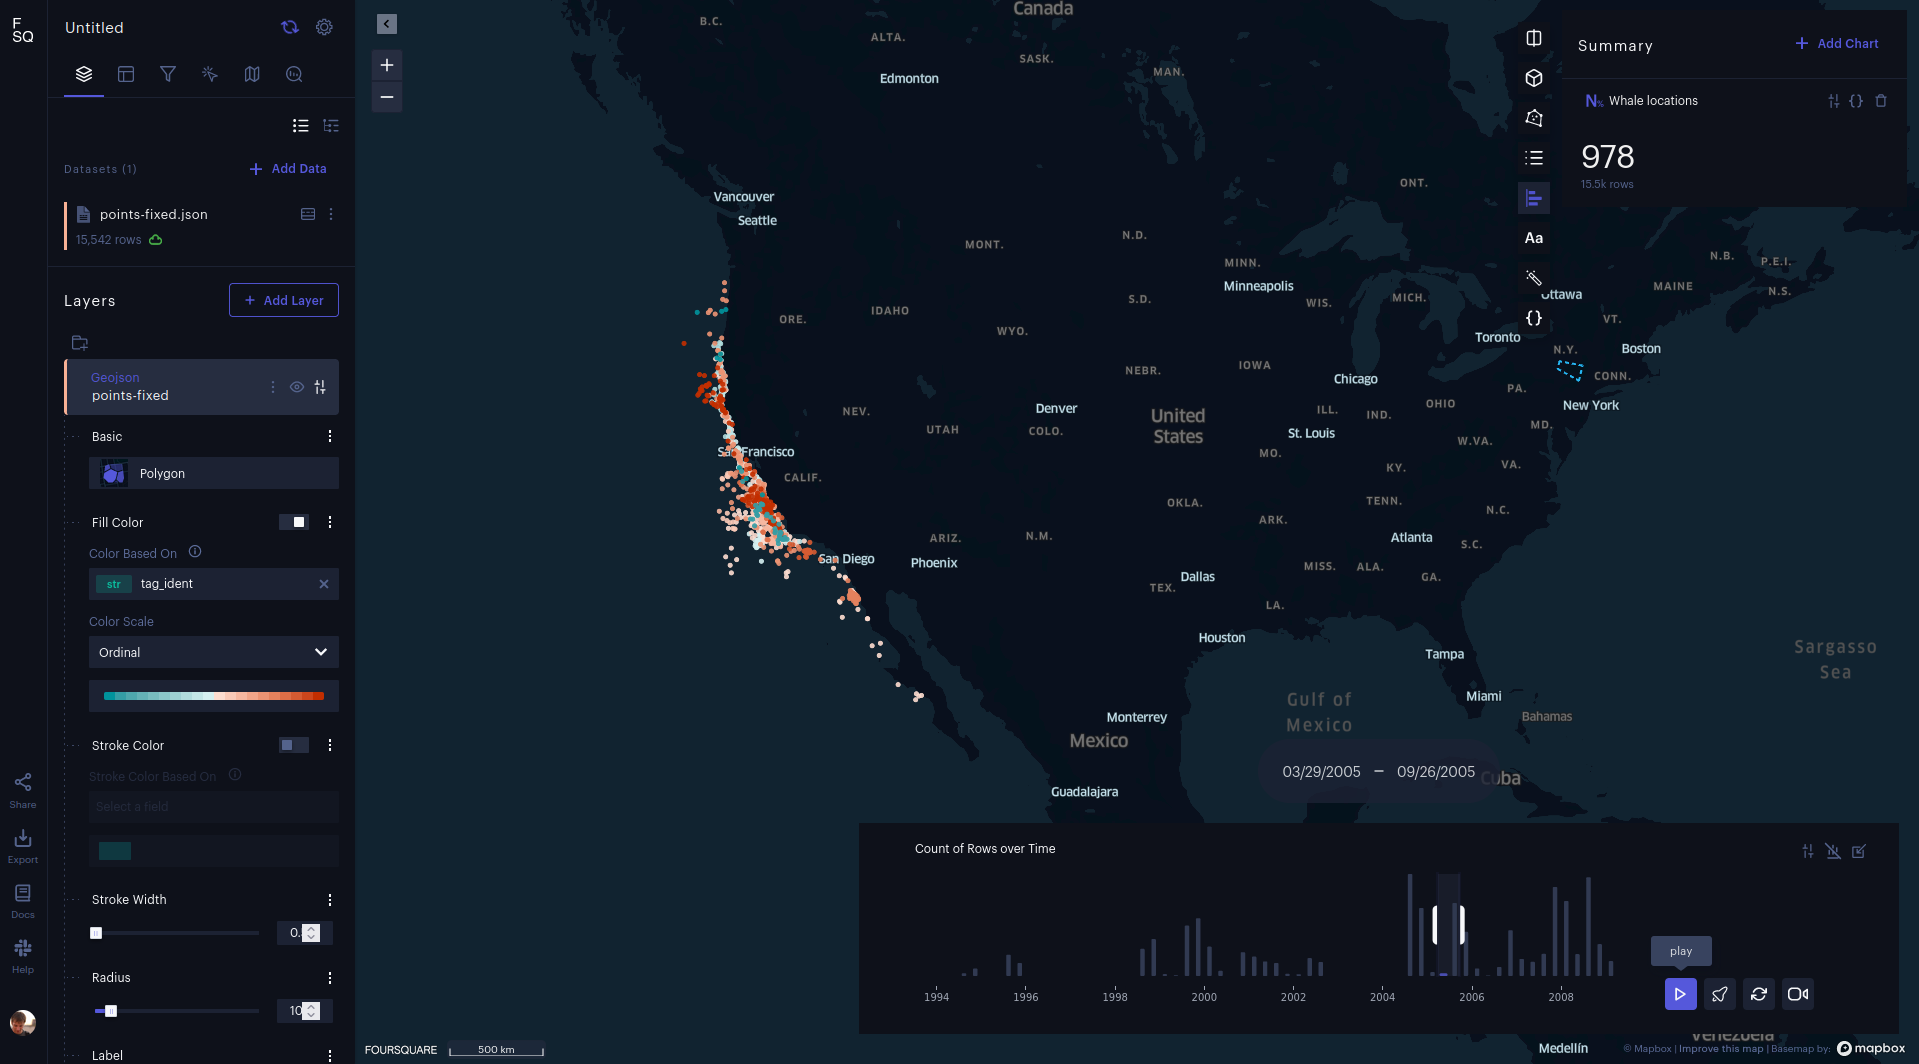 F
SQ
Untitled
Datasets (1)
Add Data
points-fixed.json
15,542 rows
Layers
Add Layer
Geojson
points-fixed
Basic
Polygon
Fill Color
Color Based On
str tag_ident
Color Scale
Ordinal
Stroke Color
Stroke Color Based On
Select a field
Stroke Width
0.
Radius
10
Label
Share
Export
Docs
Help
Canada
B.C.
ALTA.
SASK.
MAN.
Edmonton
ONT.
Vancouver
Seattle
N.D.
MONT.
MINN.
Minneapolis
N.B.
P.E.I.
MAINE
N.S.
Ottawa
S.D.
WIS.
MICH.
IDAHO
ORE.
WYO.
VT.
Toronto
N.Y.
Boston
IOWA
NEBR.
Chicago
CONN.
PA.
New York
Denver
NEV.
United
States
ILL.
IND.
OHIO
UTAH
COLO.
St. Louis
MD.
W.VA.
San Francisco
MO.
KY.
VA.
CALIF.
OKLA.
TENN.
N.C.
ARK.
ARIZ.
N.M.
Atlanta
S.C.
San Diego
Phoenix
MISS.
ALA.
GA.
Dallas
TEX.
LA.
Houston
Tampa
Sargasso
Sea
Gulf of
Mexico
Miami
Bahamas
Monterrey
Mexico
Cuba
Guadalajara
Venezuela
Medellín
Summary
Add Chart
N% Whale locations
978
15.5k rows
Aa
{}
03/29/2005 – 09/26/2005
Count of Rows over Time
play
1994 1996 1998 2000 2002 2004 2006 2008
FOURSQUARE
500 km
© Mapbox | Improve this map | Basemap by: mapbox